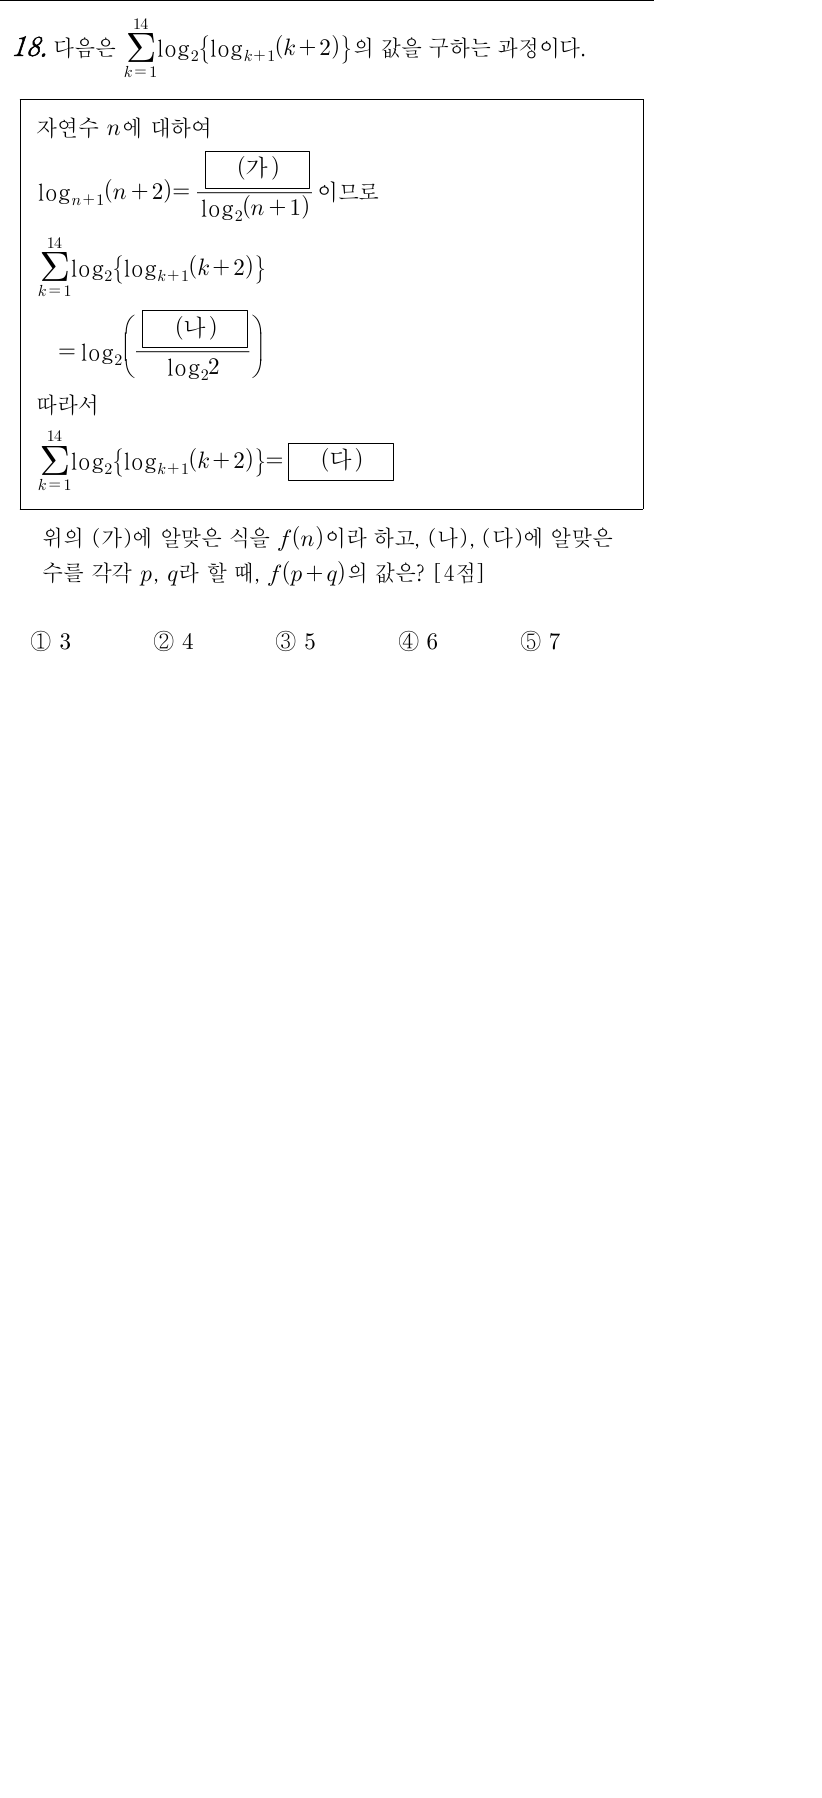 18. 다음은 $\sum_{k=1}^{14}\log_2\{\log_{k+1}(k+2)\}$의 값을 구하는 과정이다.
자연수 $n$에 대하여
$\log_{n+1}(n+2)=\frac{\boxed{(가)}}{\log_2(n+1)}$ 이므로
$\sum_{k=1}^{14}\log_2\{\log_{k+1}(k+2)\}$
$=\log_2\left(\frac{\boxed{(나)}}{\log_2 2}\right)$
따라서
$\sum_{k=1}^{14}\log_2\{\log_{k+1}(k+2)\}=\boxed{(다)}$
위의 (가)에 알맞은 식을 $f(n)$이라 하고, (나), (다)에 알맞은
수를 각각 $p$, $q$라 할 때, $f(p+q)$의 값은? [4점]
① 3 ② 4 ③ 5 ④ 6 ⑤ 7